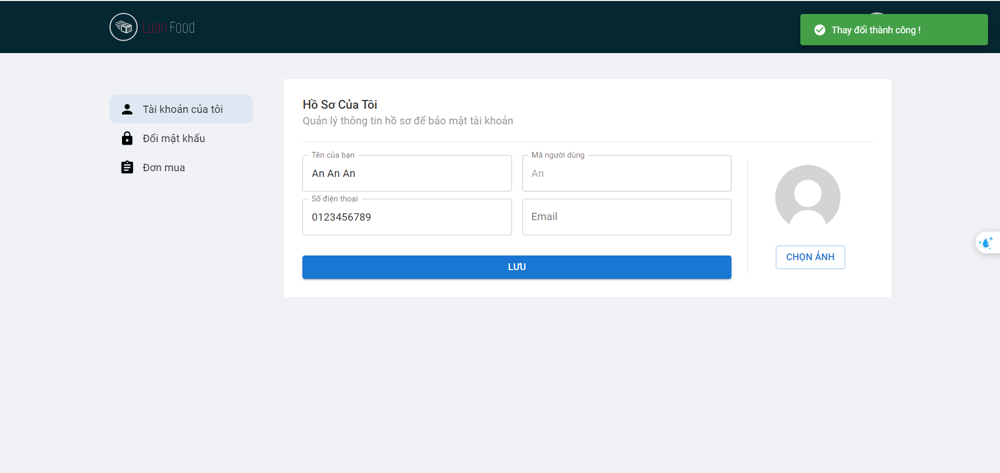 Luan Food
Thay đổi thành công !
Tài khoản của tôi
Đổi mật khẩu
Đơn mua
Hồ Sơ Của Tôi
Quản lý thông tin hồ sơ để bảo mật tài khoản
Tên của bạn
An An An
Mã người dùng
An
Số điện thoại
0123456789
Email
LƯU
CHỌN ẢNH